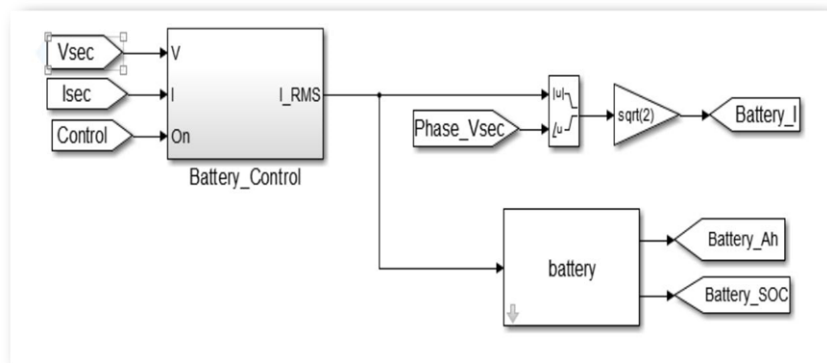 Vsec
V
Isec
I
I_RMS
Control
On
Battery_Control
Phase_Vsec
|u|
∠u
sqrt(2)
Battery_I
battery
Battery_Ah
Battery_SOC